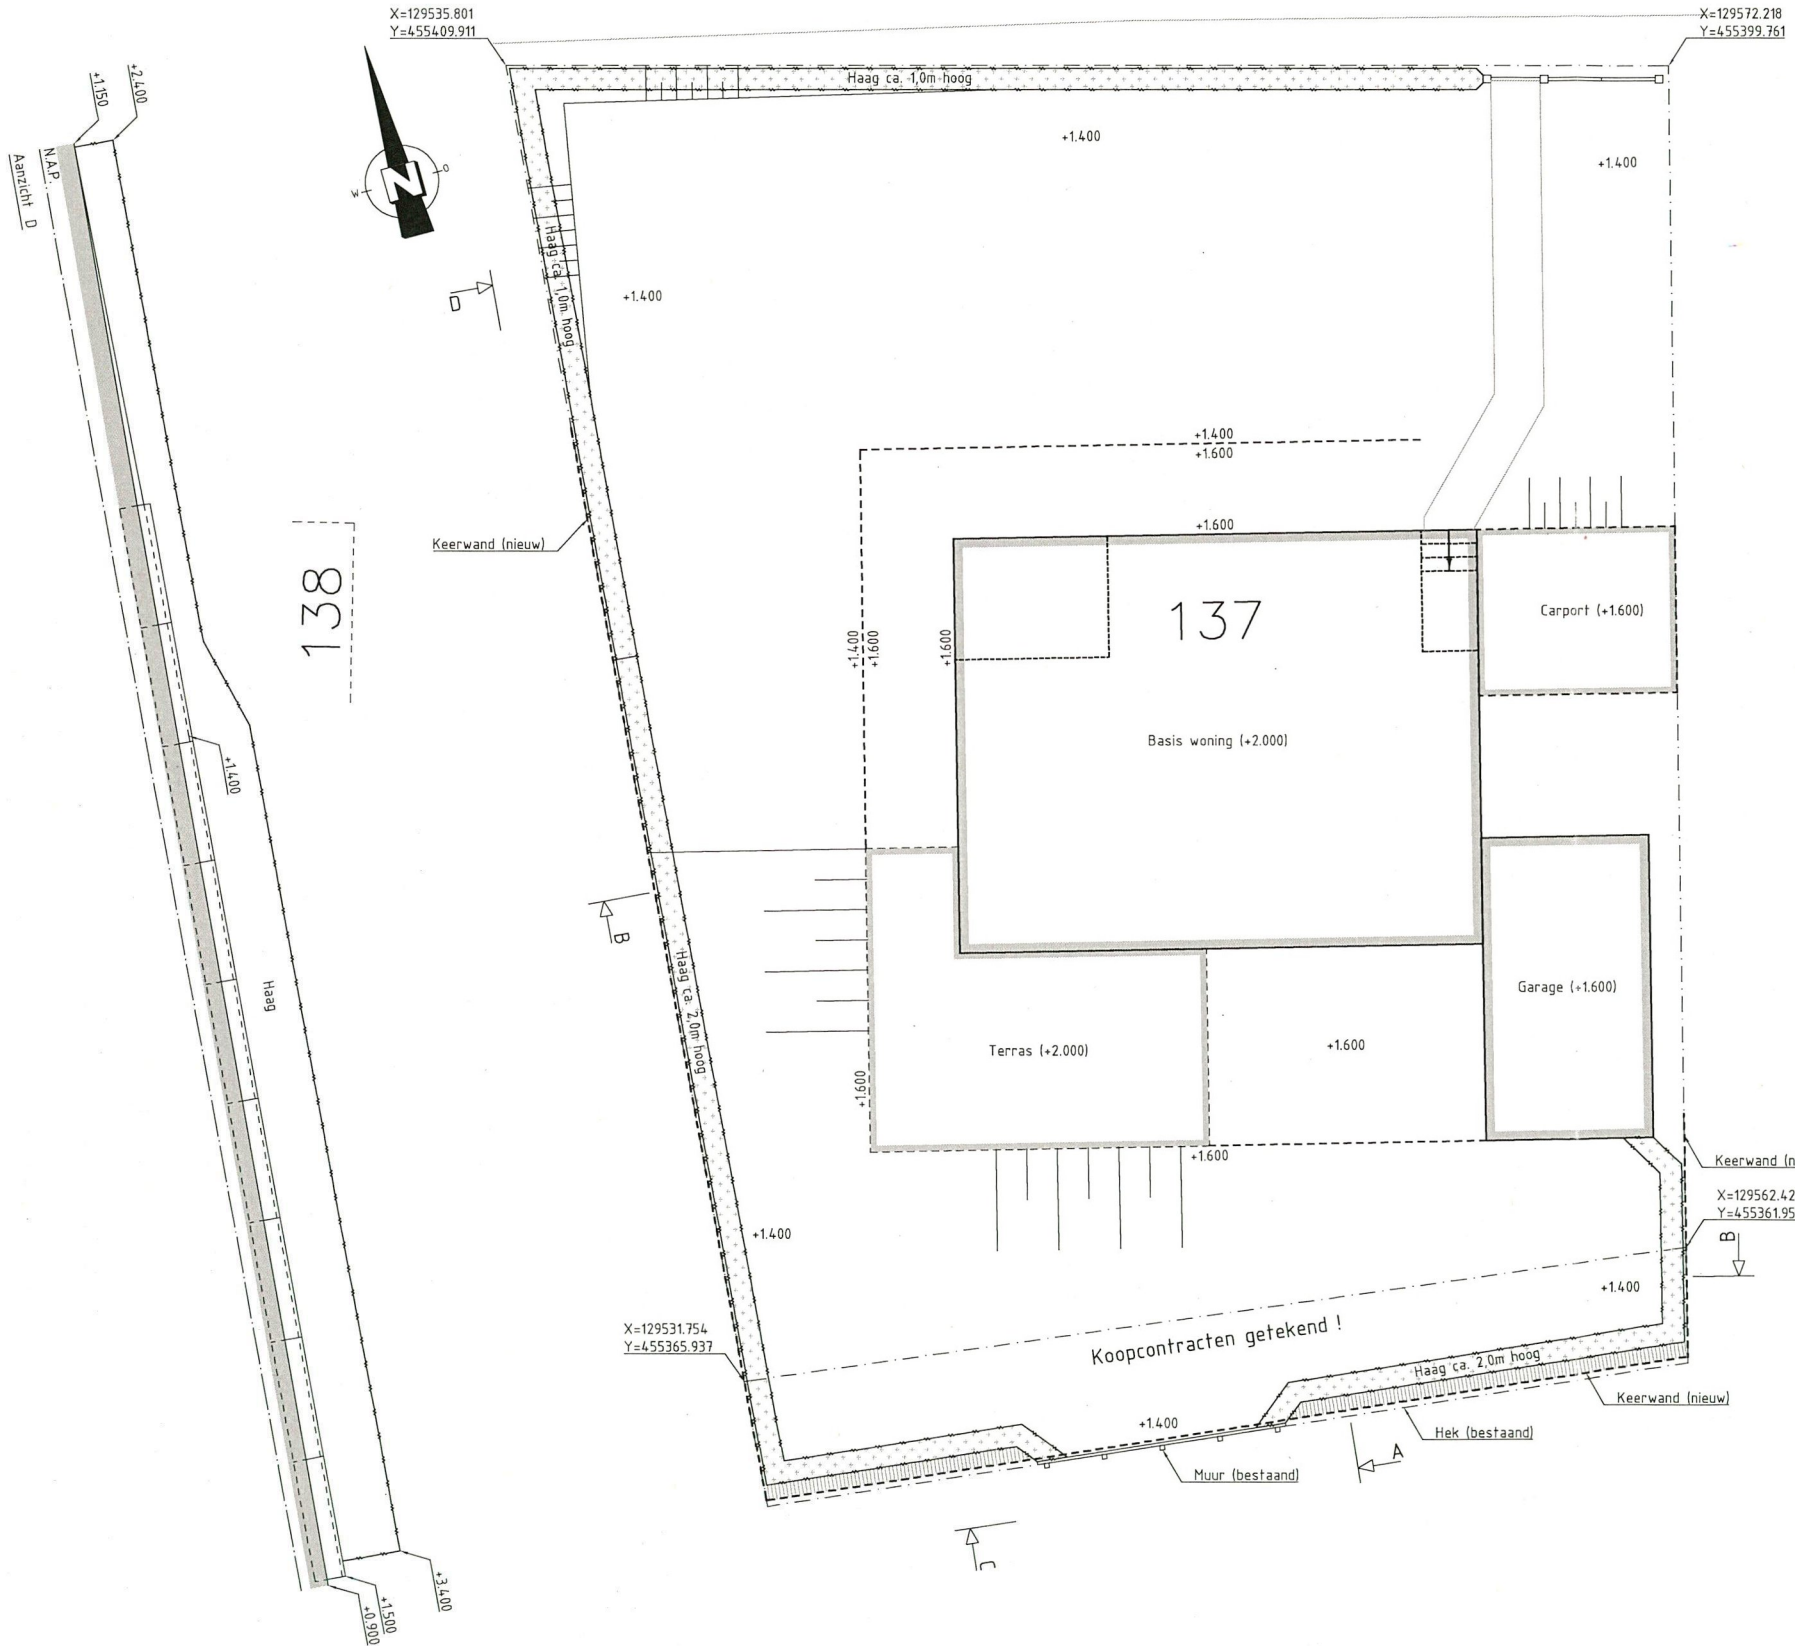 X=129535.801
Y=455409.911
X=129572.218
Y=455399.761
+1.150
+2.400
N.A.P.
Aanzicht D
W
N
O
D
Haag ca. 1,0m hoog
+1.400
+1.400
Haag ca. 1,0m hoog
+1.400
+1.400
+1.600
Keerwand (nieuw)
+1.600
138
137
Carport (+1.600)
+1.400
+1.600
+1.600
Basis woning (+2.000)
+1.400
B
Haag
Haag ca. 2,0m hoog
Garage (+1.600)
Terras (+2.000)
+1.600
+1.600
+1.600
Keerwand (n
X=129562.42
Y=455361.95
+1.400
B
+1.400
X=129531.754
Y=455365.937
Koopcontracten getekend !
Haag ca. 2,0m hoog
Keerwand (nieuw)
+1.400
Hek (bestaand)
A
Muur (bestaand)
C
+3.400
+1.500
+0.900